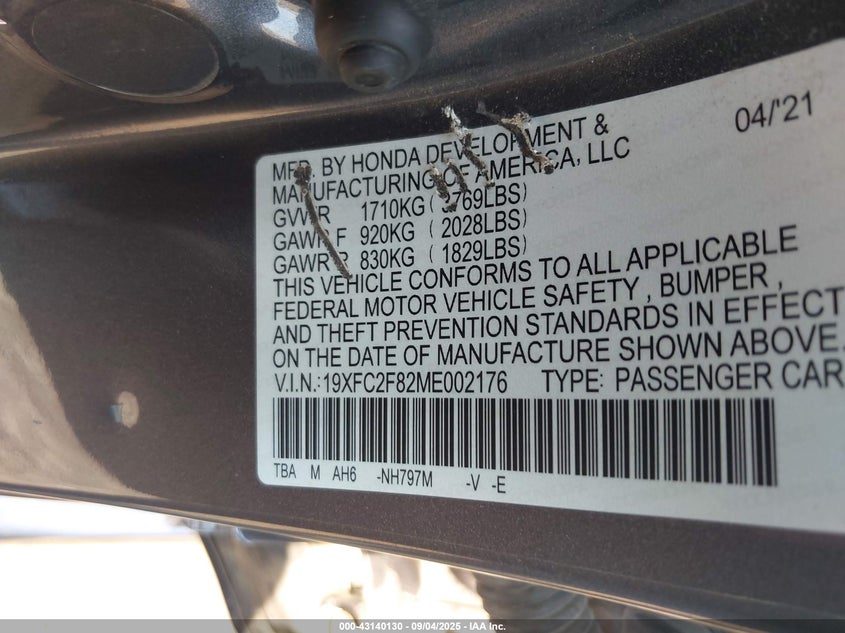 04/'21
MFD. BY HONDA DEVELOPMENT &
MANUFACTURING OF AMERICA, LLC
GVWR 1710KG ( 3769LBS)
GAWR F 920KG ( 2028LBS)
GAWR R 830KG ( 1829LBS)
THIS VEHICLE CONFORMS TO ALL APPLICABLE
FEDERAL MOTOR VEHICLE SAFETY , BUMPER ,
AND THEFT PREVENTION STANDARDS IN EFFECT
ON THE DATE OF MANUFACTURE SHOWN ABOVE.
V.I.N.:19XFC2F82ME002176 TYPE: PASSENGER CAR
TBA M AH6 -NH797M -V -E
000-43140130 - 09/04/2025 - IAA Inc.